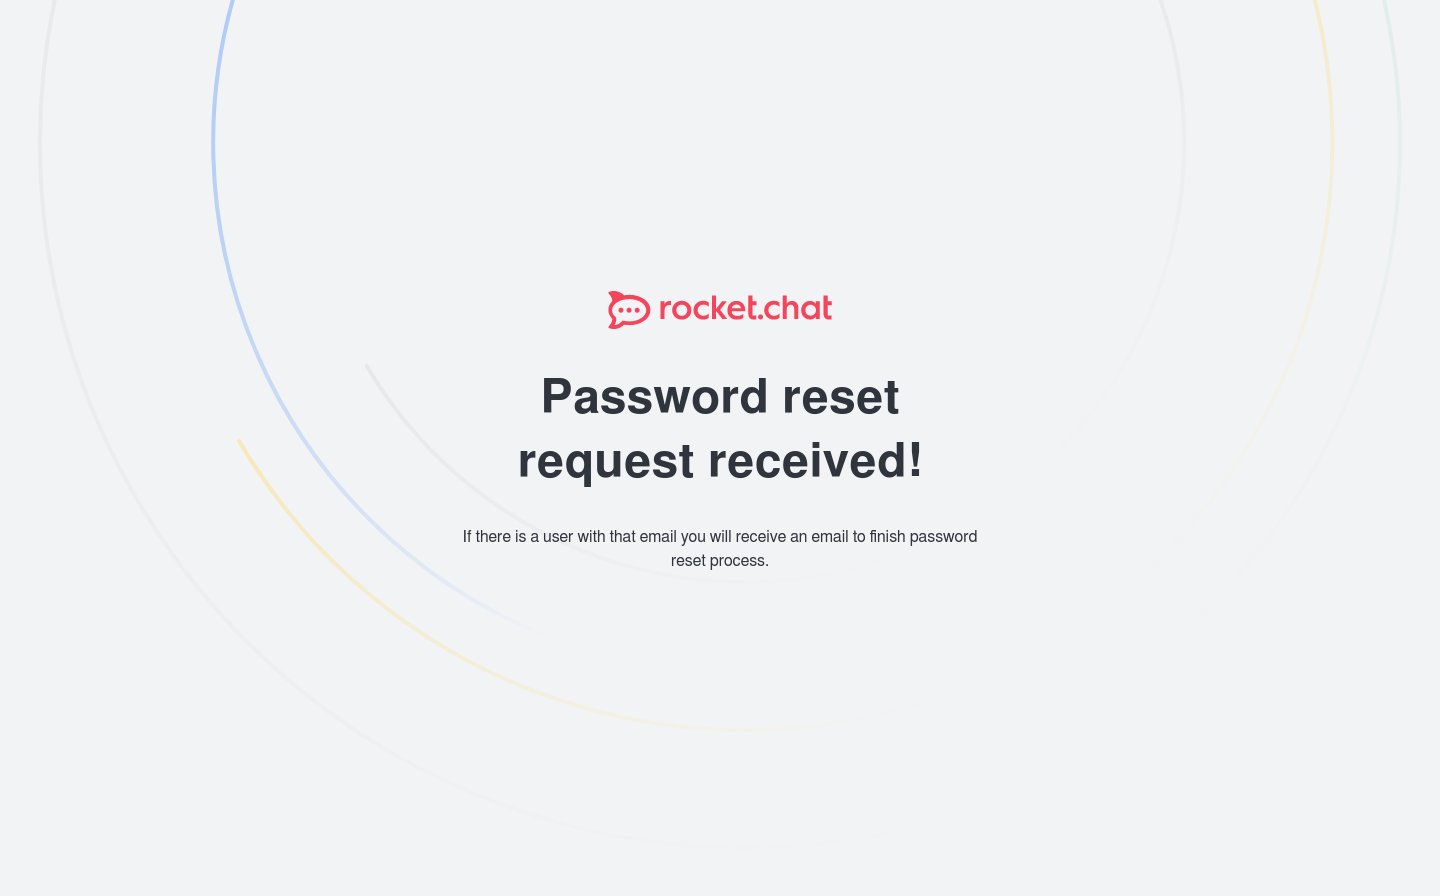 rocket.chat
Password reset
request received!
If there is a user with that email you will receive an email to finish password
reset process.